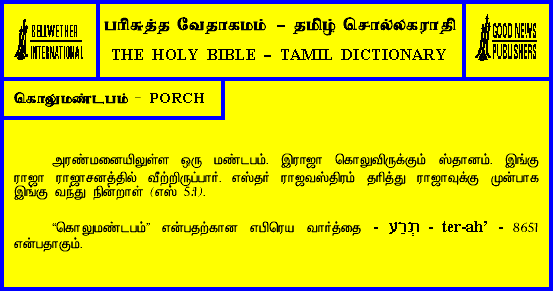 BELLWETHER
INTERNATIONAL
பரிசுத்த வேதாகமம் – தமிழ் சொல்லகராதி
THE HOLY BIBLE – TAMIL DICTIONARY
GOOD NEWS
PUBLISHERS
கொலுமண்டபம் – PORCH
அரண்மனையிலுள்ள ஒரு மண்டபம். இராஜா கொலுவிருக்கும் ஸ்தானம். இங்கு
ராஜா ராஜாசனத்தில் வீற்றிருப்பார். எஸ்தர் ராஜவஸ்திரம் தரித்து ராஜாவுக்கு முன்பாக
இங்கு வந்து நின்றாள் (எஸ் 5:1).
“கொலுமண்டபம்” என்பதற்கான எபிரெய வார்த்தை - תְּרַע - ter-ah’ - 8651
என்பதாகும்.